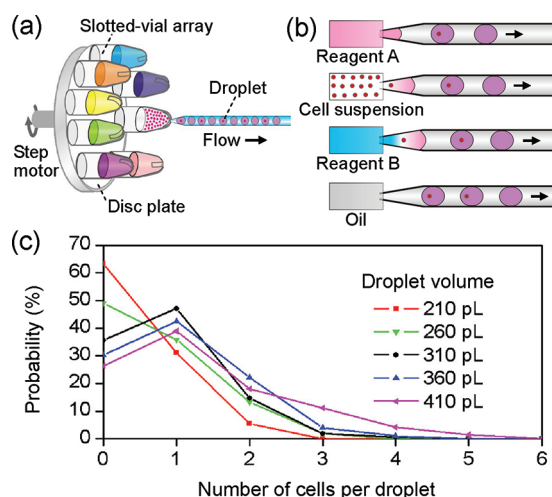 (a)
Slotted-vial array
Droplet
Flow
Step
motor
Disc plate
(b)
Reagent A
Cell suspension
Reagent B
Oil
(c)
Probability (%)
70
60
50
40
30
20
10
0
Droplet volume
210 pL
260 pL
310 pL
360 pL
410 pL
0 1 2 3 4 5 6
Number of cells per droplet